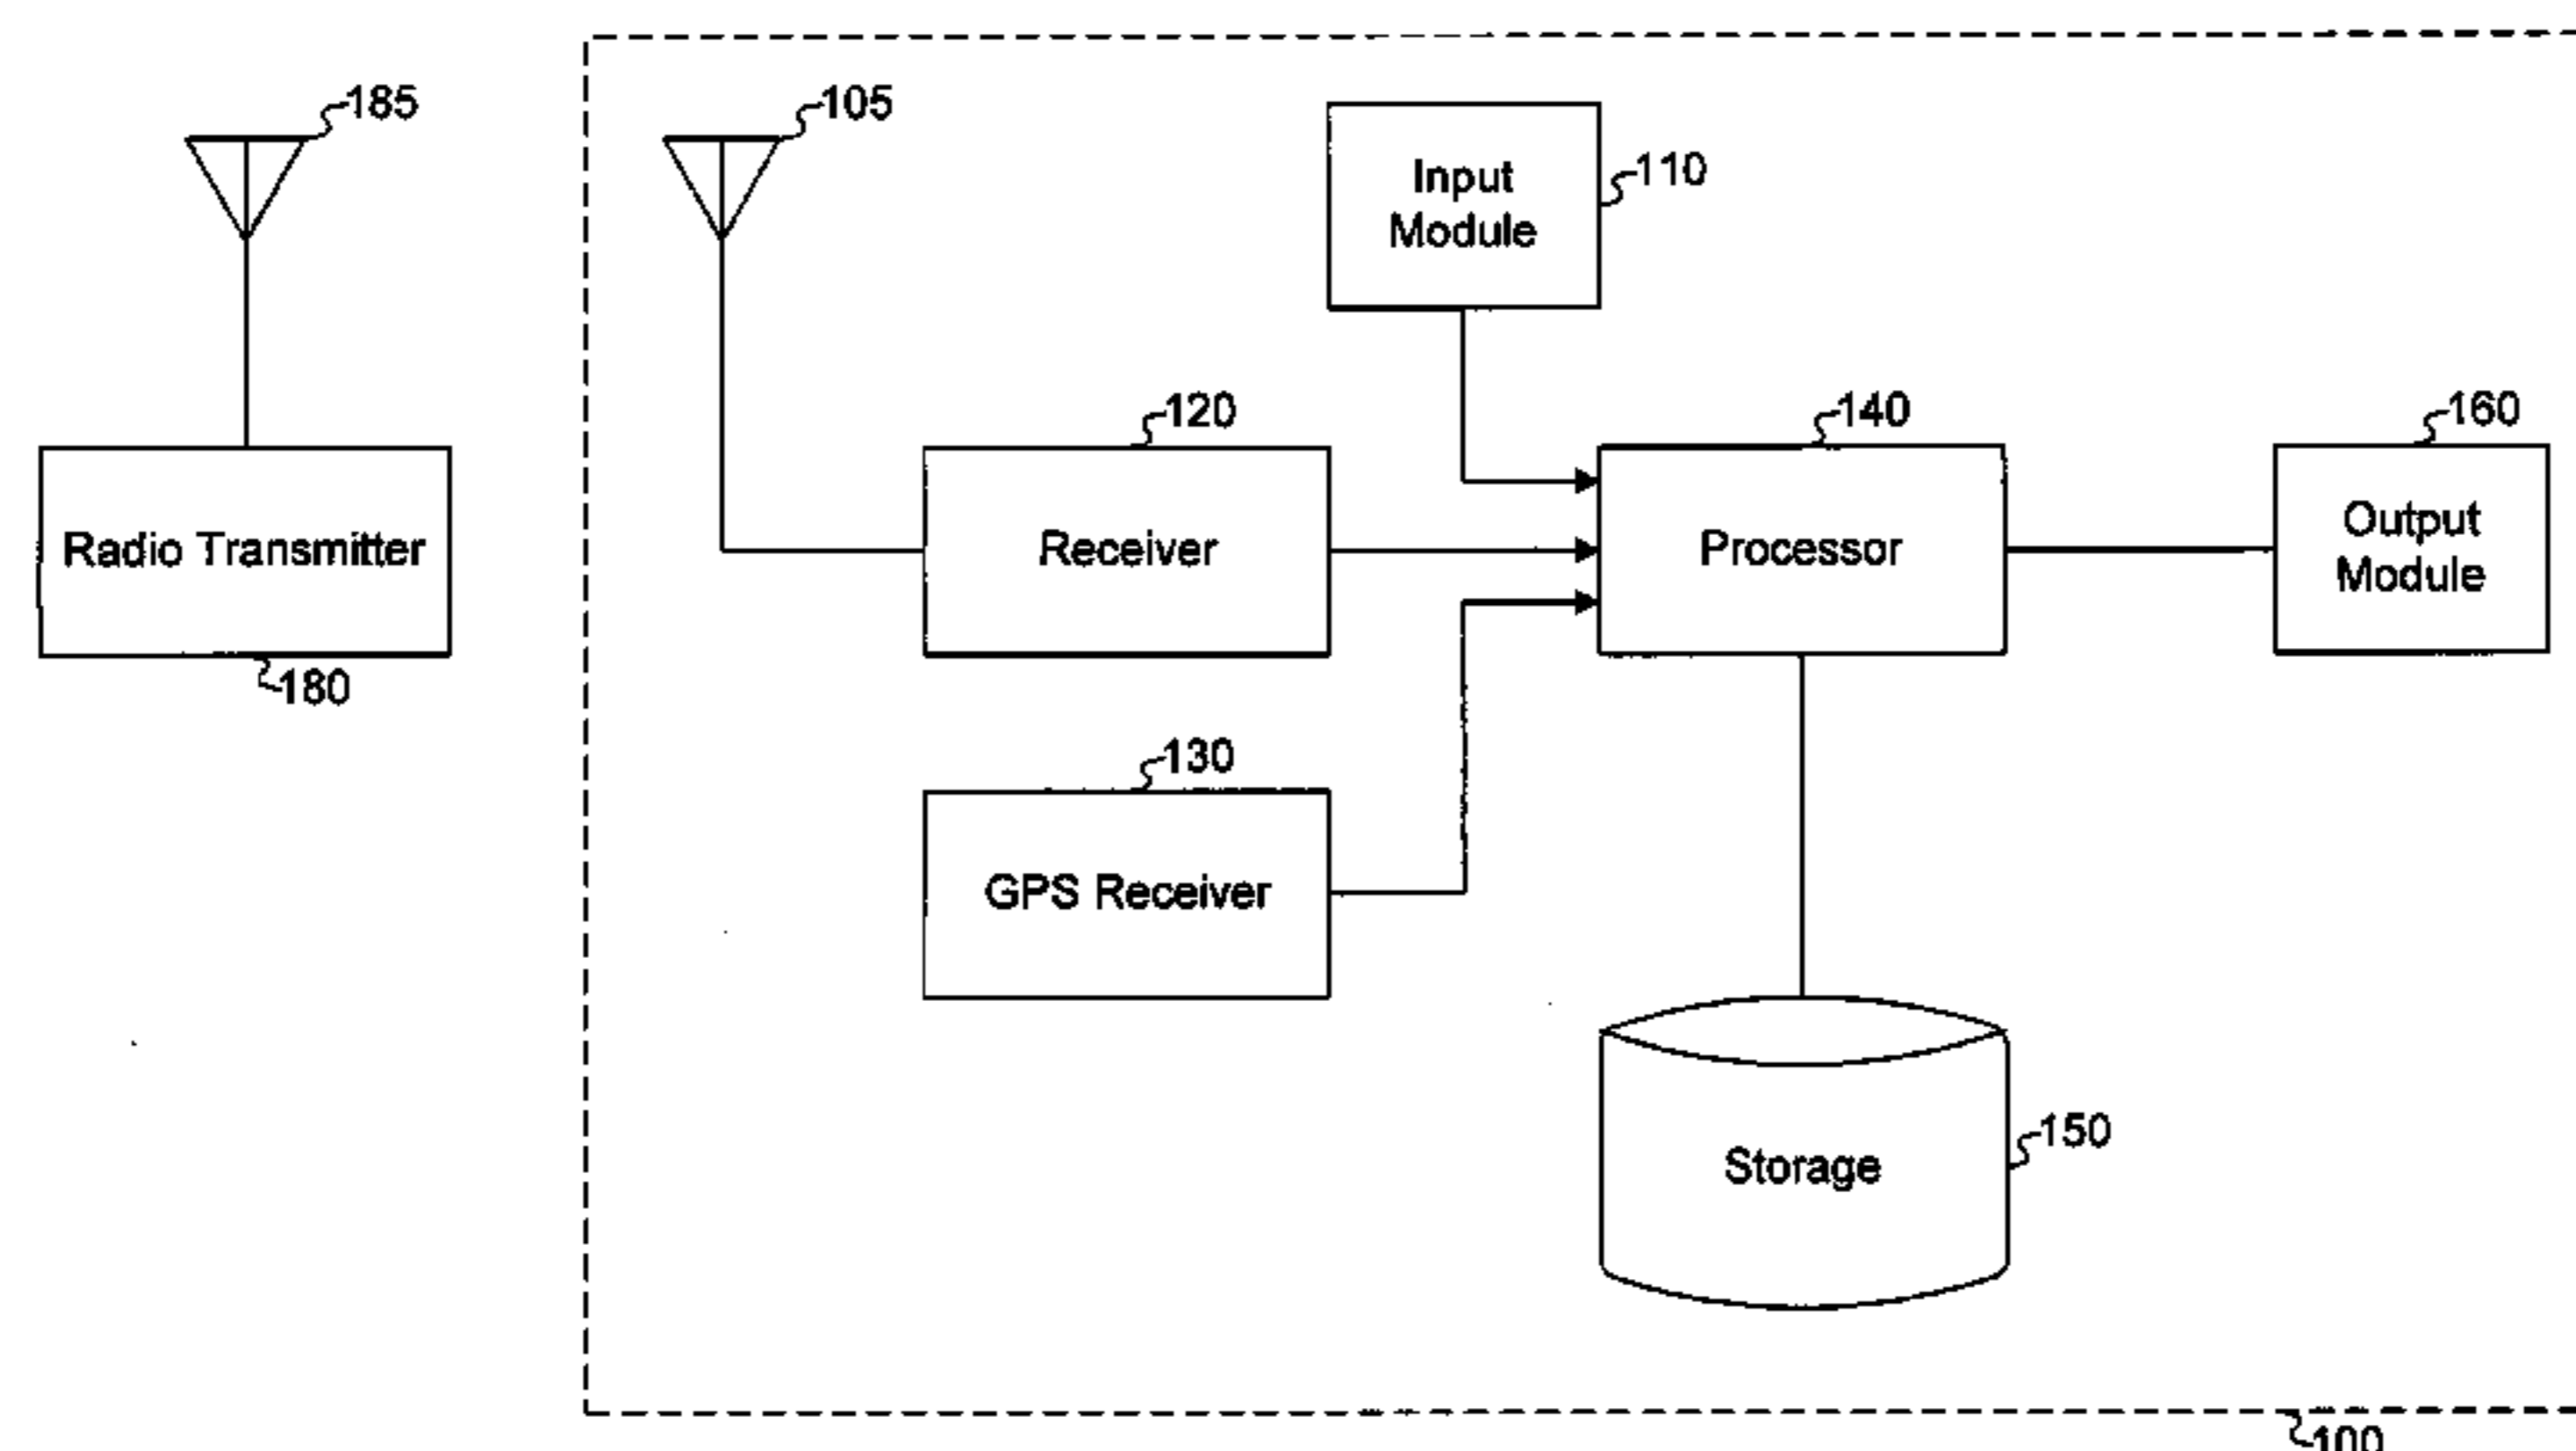 185
105
Input
Module
110
120
140
160
Radio Transmitter
Receiver
Processor
Output
Module
180
130
GPS Receiver
150
Storage
100